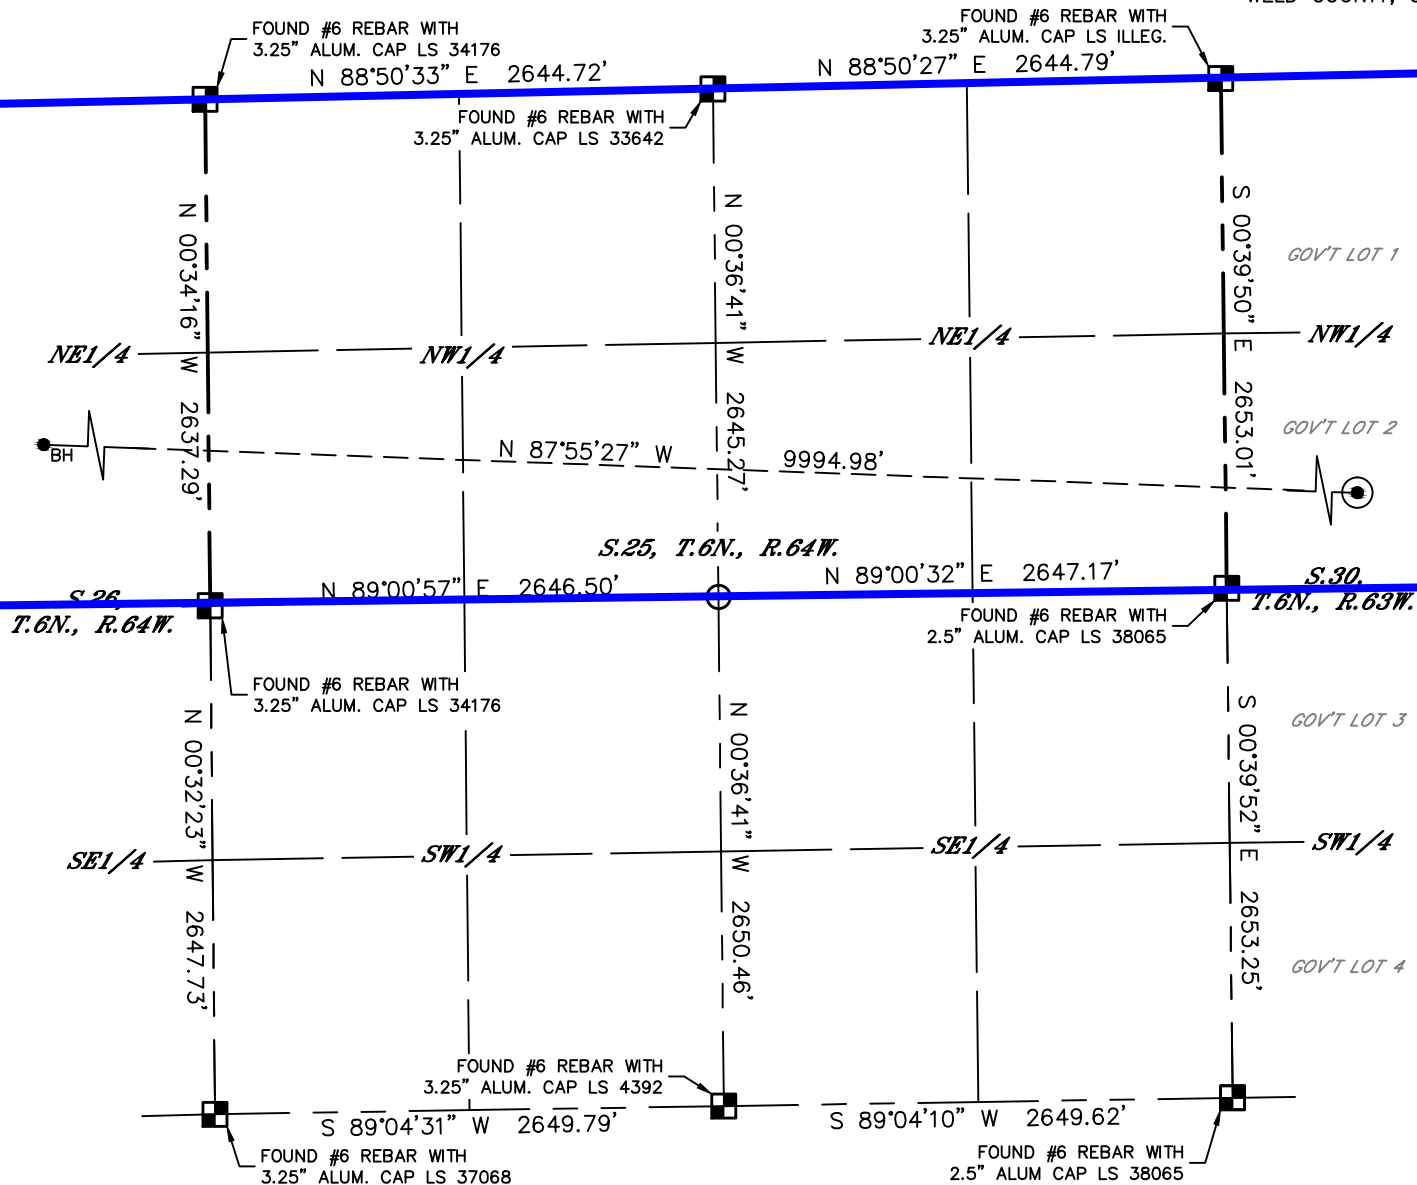 FOUND #6 REBAR WITH
3.25" ALUM. CAP LS 34176
FOUND #6 REBAR WITH
3.25" ALUM. CAP LS ILLEG.
N 88°50'33" E 2644.72'
N 88°50'27" E 2644.79'
FOUND #6 REBAR WITH
3.25" ALUM. CAP LS 33642
N 00°34'16" W 2637.29'
N 00°36'41" W 2645.27'
S 00°39'50" E 2653.01'
GOV'T LOT 1
NE1/4
NW1/4
NE1/4
NW1/4
GOV'T LOT 2
BH
N 87°55'27" W 9994.98'
S.25, T.6N., R.64W.
N 89°00'57" E 2646.50'
N 89°00'32" E 2647.17'
S.26,
T.6N., R.64W.
S.30.
T.6N., R.63W.
FOUND #6 REBAR WITH
2.5" ALUM. CAP LS 38065
FOUND #6 REBAR WITH
3.25" ALUM. CAP LS 34176
N 00°32'23" W 2647.73'
N 00°36'41" W 2650.46'
S 00°39'52" E 2653.25'
GOV'T LOT 3
SE1/4
SW1/4
SE1/4
SW1/4
GOV'T LOT 4
FOUND #6 REBAR WITH
3.25" ALUM. CAP LS 4392
S 89°04'31" W 2649.79'
S 89°04'10" W 2649.62'
FOUND #6 REBAR WITH
3.25" ALUM. CAP LS 37068
FOUND #6 REBAR WITH
2.5" ALUM CAP LS 38065